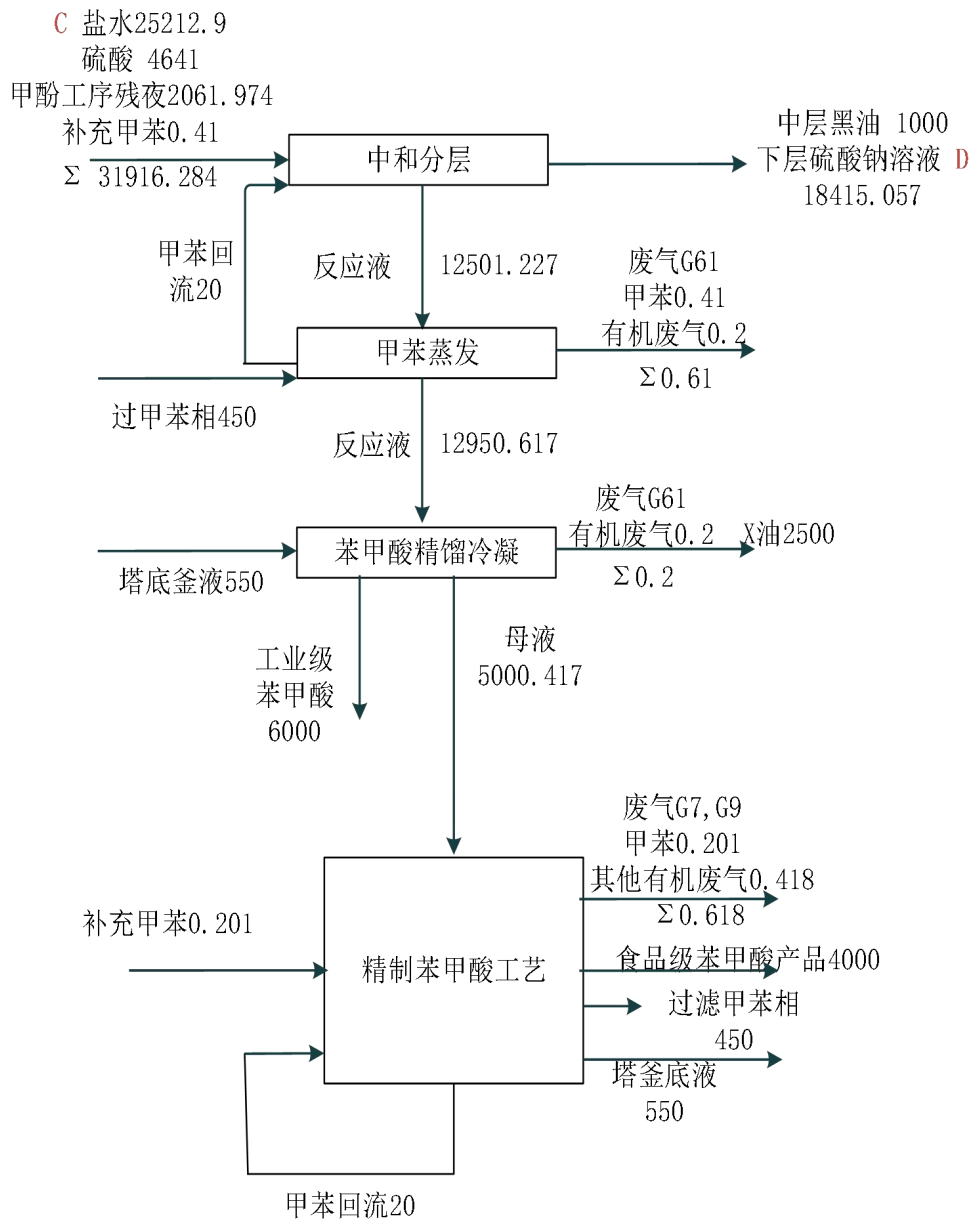 C 盐水25212.9
硫酸 4641
甲酚工序残夜2061.974
补充甲苯0.41
Σ 31916.284
中和分层
中层黑油 1000
下层硫酸钠溶液 D
18415.057
甲苯回
流20
反应液 12501.227
废气G61
甲苯0.41
有机废气0.2
Σ0.61
甲苯蒸发
过甲苯相450
反应液 12950.617
废气G61
有机废气0.2 X油2500
Σ0.2
苯甲酸精馏冷凝
塔底釜液550
工业级
苯甲酸
6000
母液
5000.417
废气G7,G9
甲苯0.201
其他有机废气0.418
Σ0.618
补充甲苯0.201
精制苯甲酸工艺
食品级苯甲酸产品4000
过滤甲苯相
450
塔釜底液
550
甲苯回流20